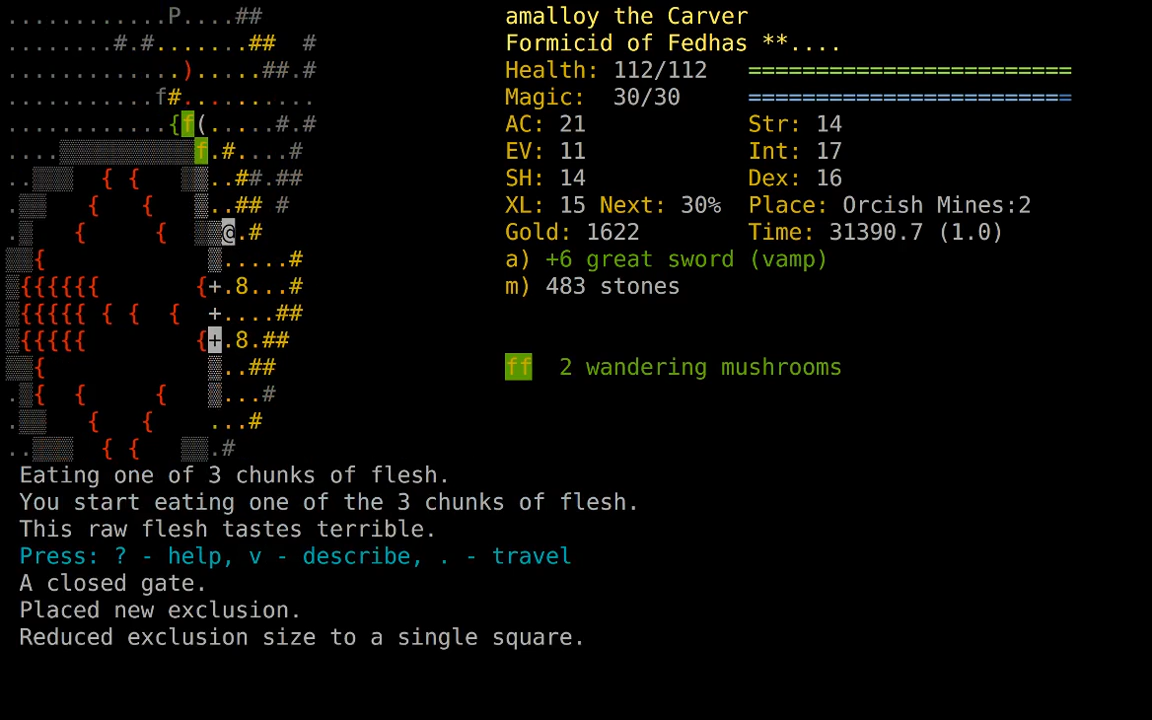 ............P....##
........#.#.......##  #
.............).....##.#
...........f#..........
............{f(.....#.#
....▒▒▒▒▒▒▒▒▒▒f.#....#
..▒▒▒  { {   ▒▒..##.##
.▒▒   {   {   ▒..## #
.▒   {     {  ▒▒@.#
▒▒{             ▒.....#
▒{{{{{{       {+.8...#
▒{{{{{ { {  {  +....##
▒{{{{{        {+.8.##
▒▒{            ▒..##
.▒{  {     {   ▒...#
.▒▒   {   {    ...#
..▒▒▒  { {   ▒▒.#
amalloy the Carver
Formicid of Fedhas **....
Health: 112/112 ========================
Magic:  30/30   ========================
AC: 21            Str: 14
EV: 11            Int: 17
SH: 14            Dex: 16
XL: 15 Next: 30%  Place: Orcish Mines:2
Gold: 1622        Time: 31390.7 (1.0)
a) +6 great sword (vamp)
m) 483 stones
ff  2 wandering mushrooms
Eating one of 3 chunks of flesh.
You start eating one of the 3 chunks of flesh.
This raw flesh tastes terrible.
Press: ? - help, v - describe, . - travel
A closed gate.
Placed new exclusion.
Reduced exclusion size to a single square.